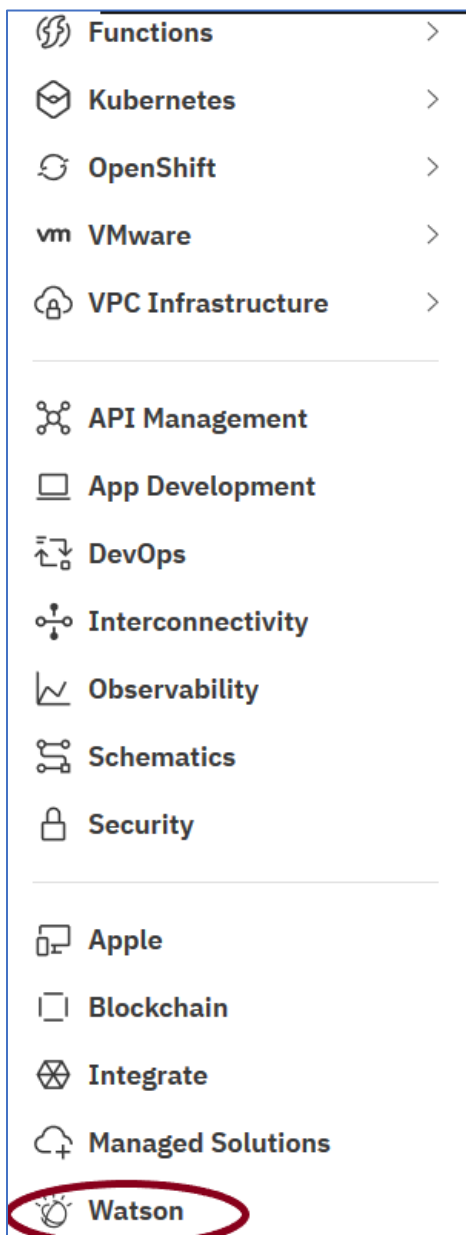 Functions
Kubernetes
OpenShift
vm VMware
VPC Infrastructure
API Management
App Development
DevOps
Interconnectivity
Observability
Schematics
Security
Apple
Blockchain
Integrate
Managed Solutions
Watson